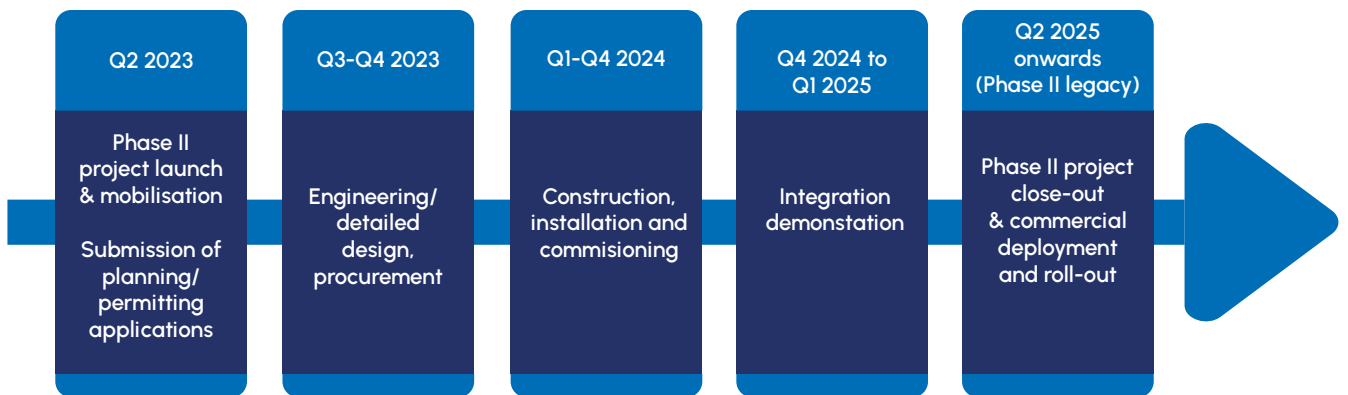 Q2 2023
Phase II
project launch
& mobilisation
Submission of
planning/
permitting
applications
Q3-Q4 2023
Engineering/
detailed
design,
procurement
Q1-Q4 2024
Construction,
installation and
commisioning
Q4 2024 to
Q1 2025
Integration
demonstation
Q2 2025
onwards
(Phase II legacy)
Phase II project
close-out
& commercial
deployment
and roll-out